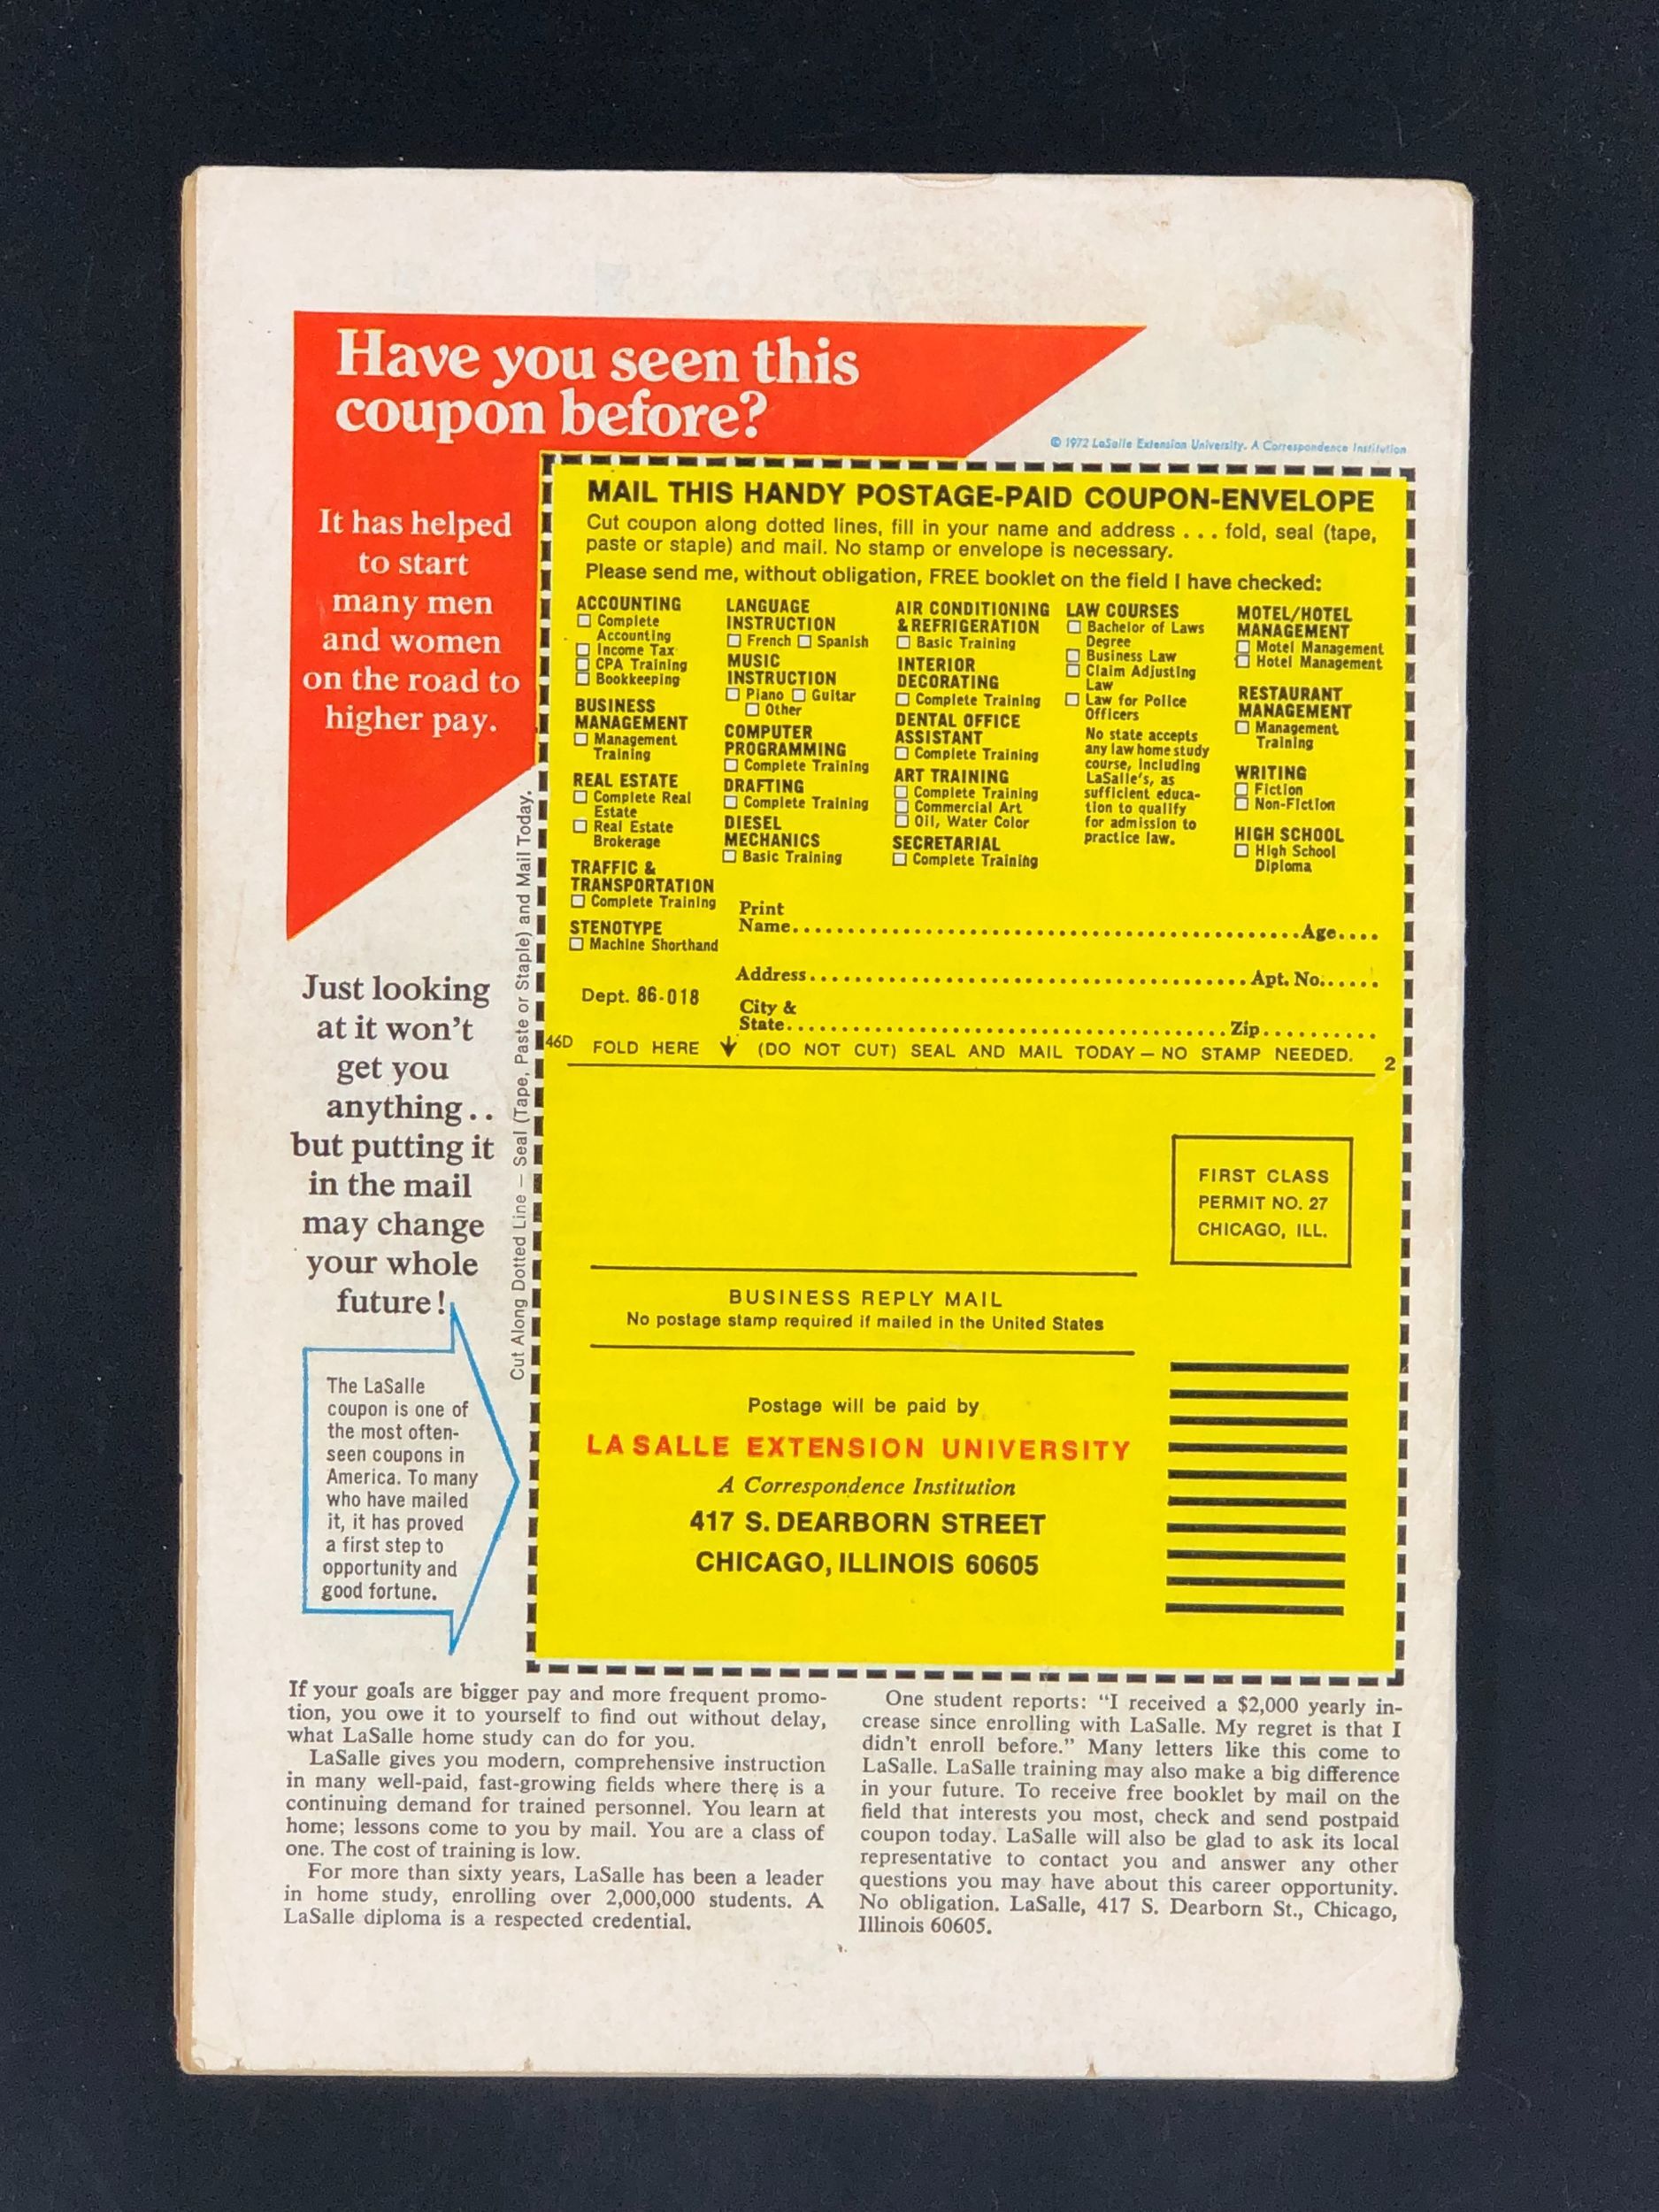 Have you seen this
coupon before?
© 1972 LaSalle Extension University. A Correspondence Institution
It has helped
to start
many men
and women
on the road to
higher pay.
Just looking
at it won't
get you
anything..
but putting it
in the mail
may change
your whole
future!
The LaSalle
coupon is one of
the most often-
seen coupons in
America. To many
who have mailed
it, it has proved
a first step to
opportunity and
good fortune.
Cut Along Dotted Line — Seal (Tape, Paste or Staple) and Mail Today.
MAIL THIS HANDY POSTAGE-PAID COUPON-ENVELOPE
Cut coupon along dotted lines, fill in your name and address . . . fold, seal (tape,
paste or staple) and mail. No stamp or envelope is necessary.
Please send me, without obligation, FREE booklet on the field I have checked:
ACCOUNTING
Complete
Accounting
Income Tax
CPA Training
Bookkeeping
BUSINESS
MANAGEMENT
Management
Training
REAL ESTATE
Complete Real
Estate
Real Estate
Brokerage
TRAFFIC &
TRANSPORTATION
Complete Training
STENOTYPE
Machine Shorthand
LANGUAGE
INSTRUCTION
French Spanish
MUSIC
INSTRUCTION
Piano Guitar
Other
COMPUTER
PROGRAMMING
Complete Training
DRAFTING
Complete Training
DIESEL
MECHANICS
Basic Training
AIR CONDITIONING
& REFRIGERATION
Basic Training
INTERIOR
DECORATING
Complete Training
DENTAL OFFICE
ASSISTANT
Complete Training
ART TRAINING
Complete Training
Commercial Art
Oil, Water Color
SECRETARIAL
Complete Training
LAW COURSES
Bachelor of Laws
Degree
Business Law
Claim Adjusting
Law
Law for Police
Officers
No state accepts
any law home study
course, including
LaSalle's, as
sufficient educa-
tion to qualify
for admission to
practice law.
MOTEL/HOTEL
MANAGEMENT
Motel Management
Hotel Management
RESTAURANT
MANAGEMENT
Management
Training
WRITING
Fiction
Non-Fiction
HIGH SCHOOL
High School
Diploma
Print
Name.....Age....
Address.....Apt. No......
Dept. 86-018
City &
State.....Zip..........
46D FOLD HERE ↓ (DO NOT CUT) SEAL AND MAIL TODAY — NO STAMP NEEDED. 2
FIRST CLASS
PERMIT NO. 27
CHICAGO, ILL.
BUSINESS REPLY MAIL
No postage stamp required if mailed in the United States
Postage will be paid by
LA SALLE EXTENSION UNIVERSITY
A Correspondence Institution
417 S. DEARBORN STREET
CHICAGO, ILLINOIS 60605
If your goals are bigger pay and more frequent promo-
tion, you owe it to yourself to find out without delay,
what LaSalle home study can do for you.
LaSalle gives you modern, comprehensive instruction
in many well-paid, fast-growing fields where there is a
continuing demand for trained personnel. You learn at
home; lessons come to you by mail. You are a class of
one. The cost of training is low.
For more than sixty years, LaSalle has been a leader
in home study, enrolling over 2,000,000 students. A
LaSalle diploma is a respected credential.
One student reports: "I received a $2,000 yearly in-
crease since enrolling with LaSalle. My regret is that I
didn't enroll before." Many letters like this come to
LaSalle. LaSalle training may also make a big difference
in your future. To receive free booklet by mail on the
field that interests you most, check and send postpaid
coupon today. LaSalle will also be glad to ask its local
representative to contact you and answer any other
questions you may have about this career opportunity.
No obligation. LaSalle, 417 S. Dearborn St., Chicago,
Illinois 60605.